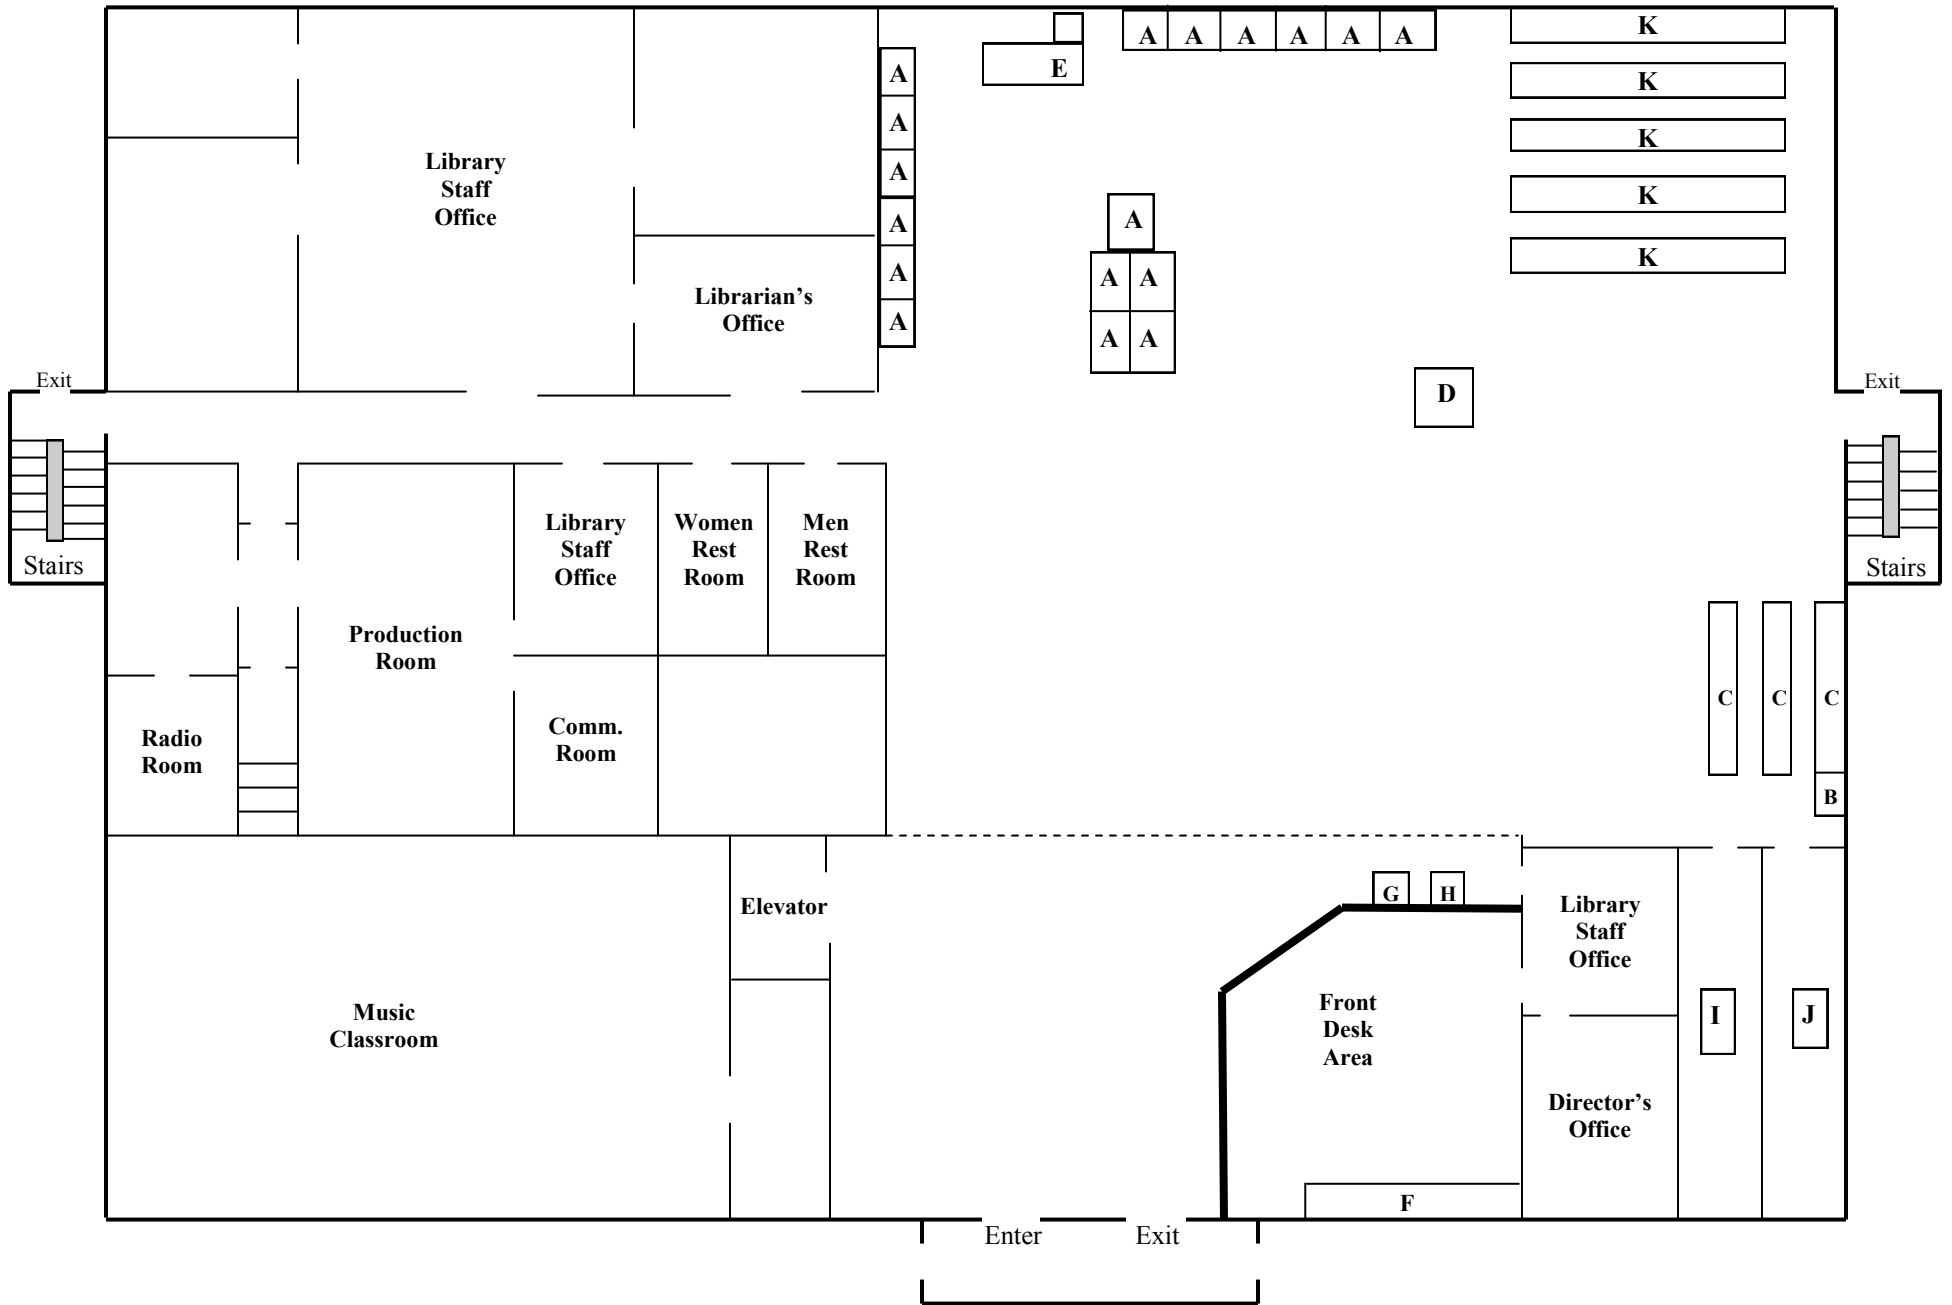 A A A A A A
K
E
A
K
A
K
Library
Staff
Office
A
K
A
A
K
A
A A
Librarian's
Office
A
A A
Exit
Exit
D
Library
Staff
Office
Women
Rest
Room
Men
Rest
Room
Stairs
Stairs
Production
Room
C C C
Comm.
Room
Radio
Room
B
G H
Elevator
Library
Staff
Office
Music
Classroom
Front
Desk
Area
I
J
Director's
Office
F
Enter
Exit